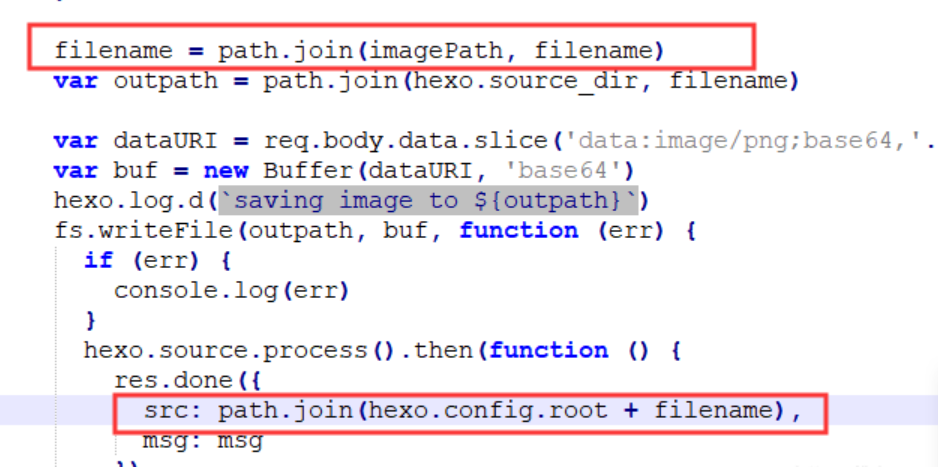 filename = path.join(imagePath, filename)
var outpath = path.join(hexo.source_dir, filename)
var dataURI = req.body.data.slice('data:image/png;base64,'.
var buf = new Buffer(dataURI, 'base64')
hexo.log.d(`saving image to ${outpath}`)
fs.writeFile(outpath, buf, function (err) {
if (err) {
console.log(err)
}
hexo.source.process().then(function () {
res.done({
src: path.join(hexo.config.root + filename),
msg: msg